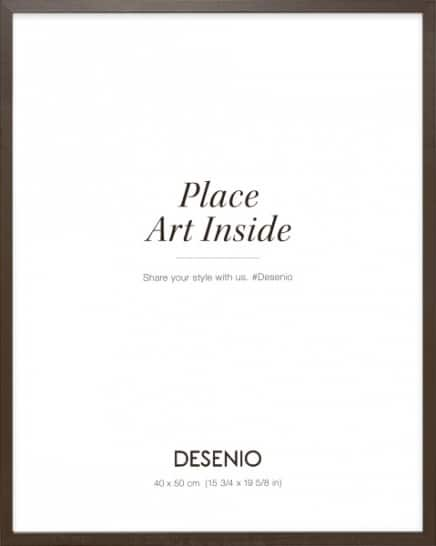 Place
Art Inside
Share your style with us. #Desenio
DESENIO
40 x 50 cm (15 3/4 x 19 5/8 in)